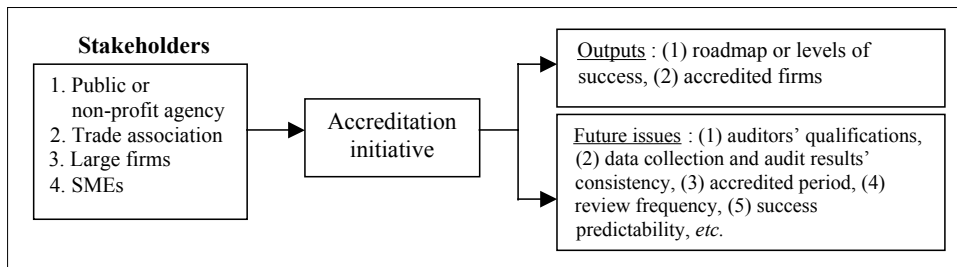 Stakeholders
1. Public or
non-profit agency
2. Trade association
3. Large firms
4. SMEs
Accreditation
initiative
Outputs : (1) roadmap or levels of
success, (2) accredited firms
Future issues : (1) auditors’ qualifications,
(2) data collection and audit results’
consistency, (3) accredited period, (4)
review frequency, (5) success
predictability, etc.